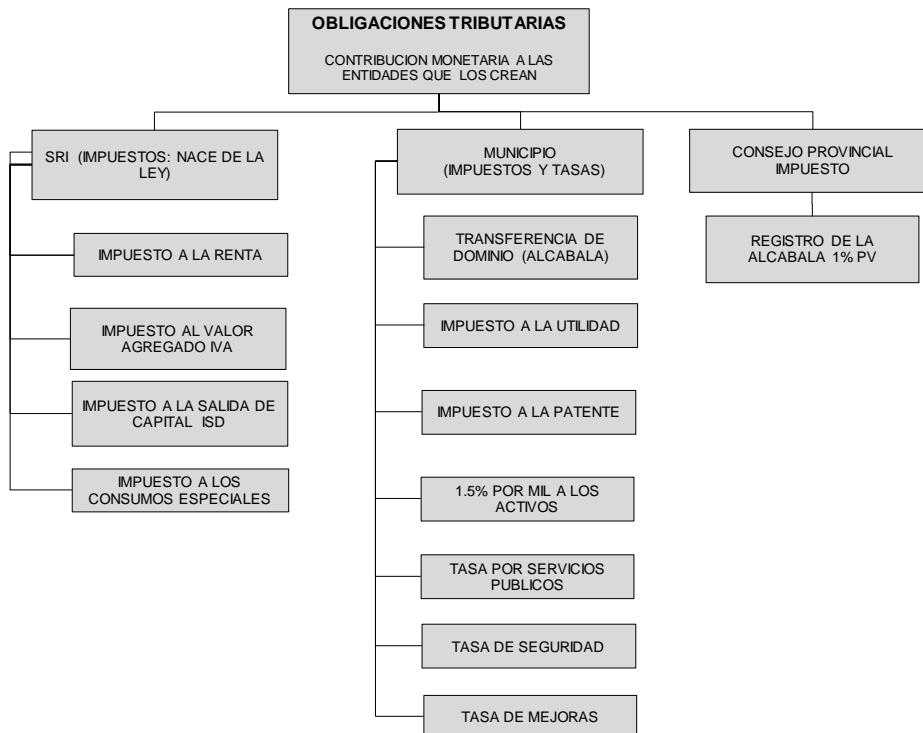 OBLIGACIONES TRIBUTARIAS
CONTRIBUCION MONETARIA A LAS
ENTIDADES QUE LOS CREAN
SRI (IMPUESTOS: NACE DE LA
LEY)
IMPUESTO A LA RENTA
IMPUESTO AL VALOR
AGREGADO IVA
IMPUESTO A LA SALIDA DE
CAPITAL ISD
IMPUESTO A LOS
CONSUMOS ESPECIALES
MUNICIPIO
(IMPUESTOS Y TASAS)
TRANSFERENCIA DE
DOMINIO (ALCABALA)
IMPUESTO A LA UTILIDAD
IMPUESTO A LA PATENTE
1.5% POR MIL A LOS
ACTIVOS
TASA POR SERVICIOS
PUBLICOS
TASA DE SEGURIDAD
TASA DE MEJORAS
CONSEJO PROVINCIAL
IMPUESTO
REGISTRO DE LA
ALCABALA 1% PV